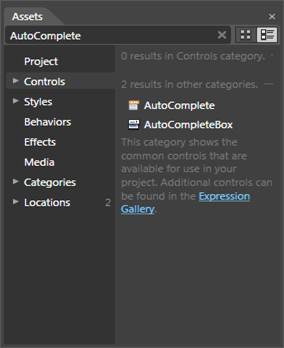 Assets
AutoComplete
Project
Controls
Styles
Behaviors
Effects
Media
Categories
Locations 2
0 results in Controls category.
2 results in other categories.
AutoComplete
AutoCompleteBox
This category shows the
common controls that are
available for use in your
project. Additional controls can
be found in the Expression
Gallery.